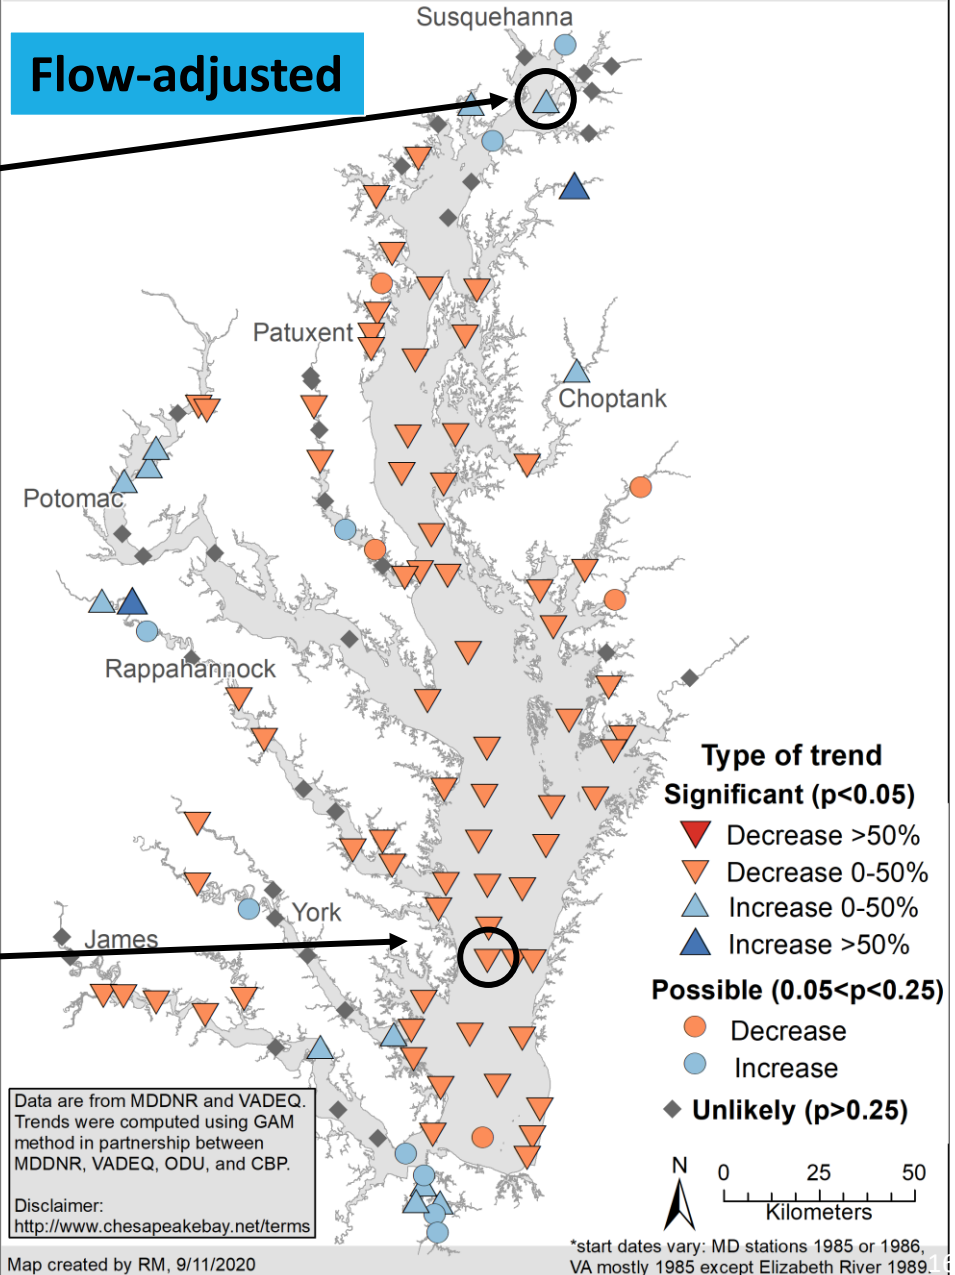 Susquehanna
Flow-adjusted
Patuxent
Choptank
Potomac
Rappahannock
York
James
Type of trend
Significant (p<0.05)
Decrease >50%
Decrease 0-50%
Increase 0-50%
Increase >50%
Possible (0.05<p<0.25)
Decrease
Increase
Unlikely (p>0.25)
N
0 25 50
Kilometers
Data are from MDDNR and VADEQ.
Trends were computed using GAM
method in partnership between
MDDNR, VADEQ, ODU, and CBP.
Disclaimer:
http://www.chesapeakebay.net/terms
*start dates vary: MD stations 1985 or 1986,
VA mostly 1985 except Elizabeth River 1989.
Map created by RM, 9/11/2020
16